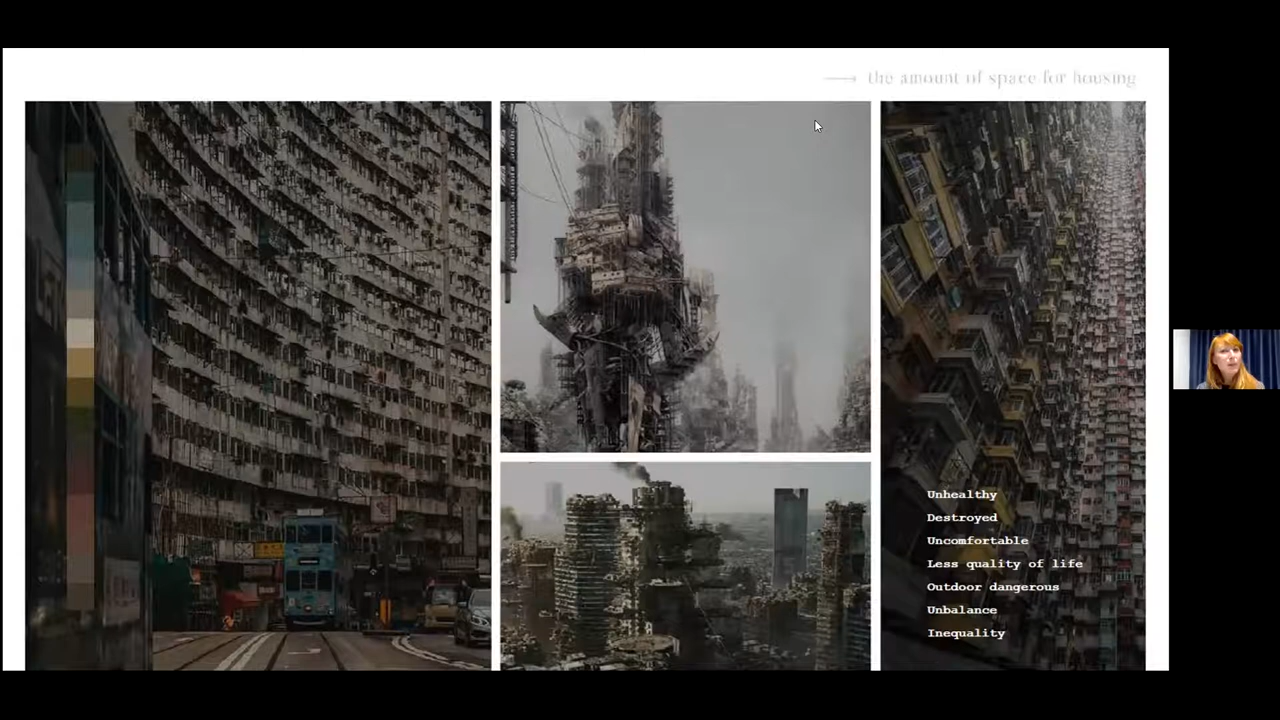 the amount of space for housing
Unhealthy
Destroyed
Uncomfortable
Less quality of life
Outdoor dangerous
Unbalance
Inequality